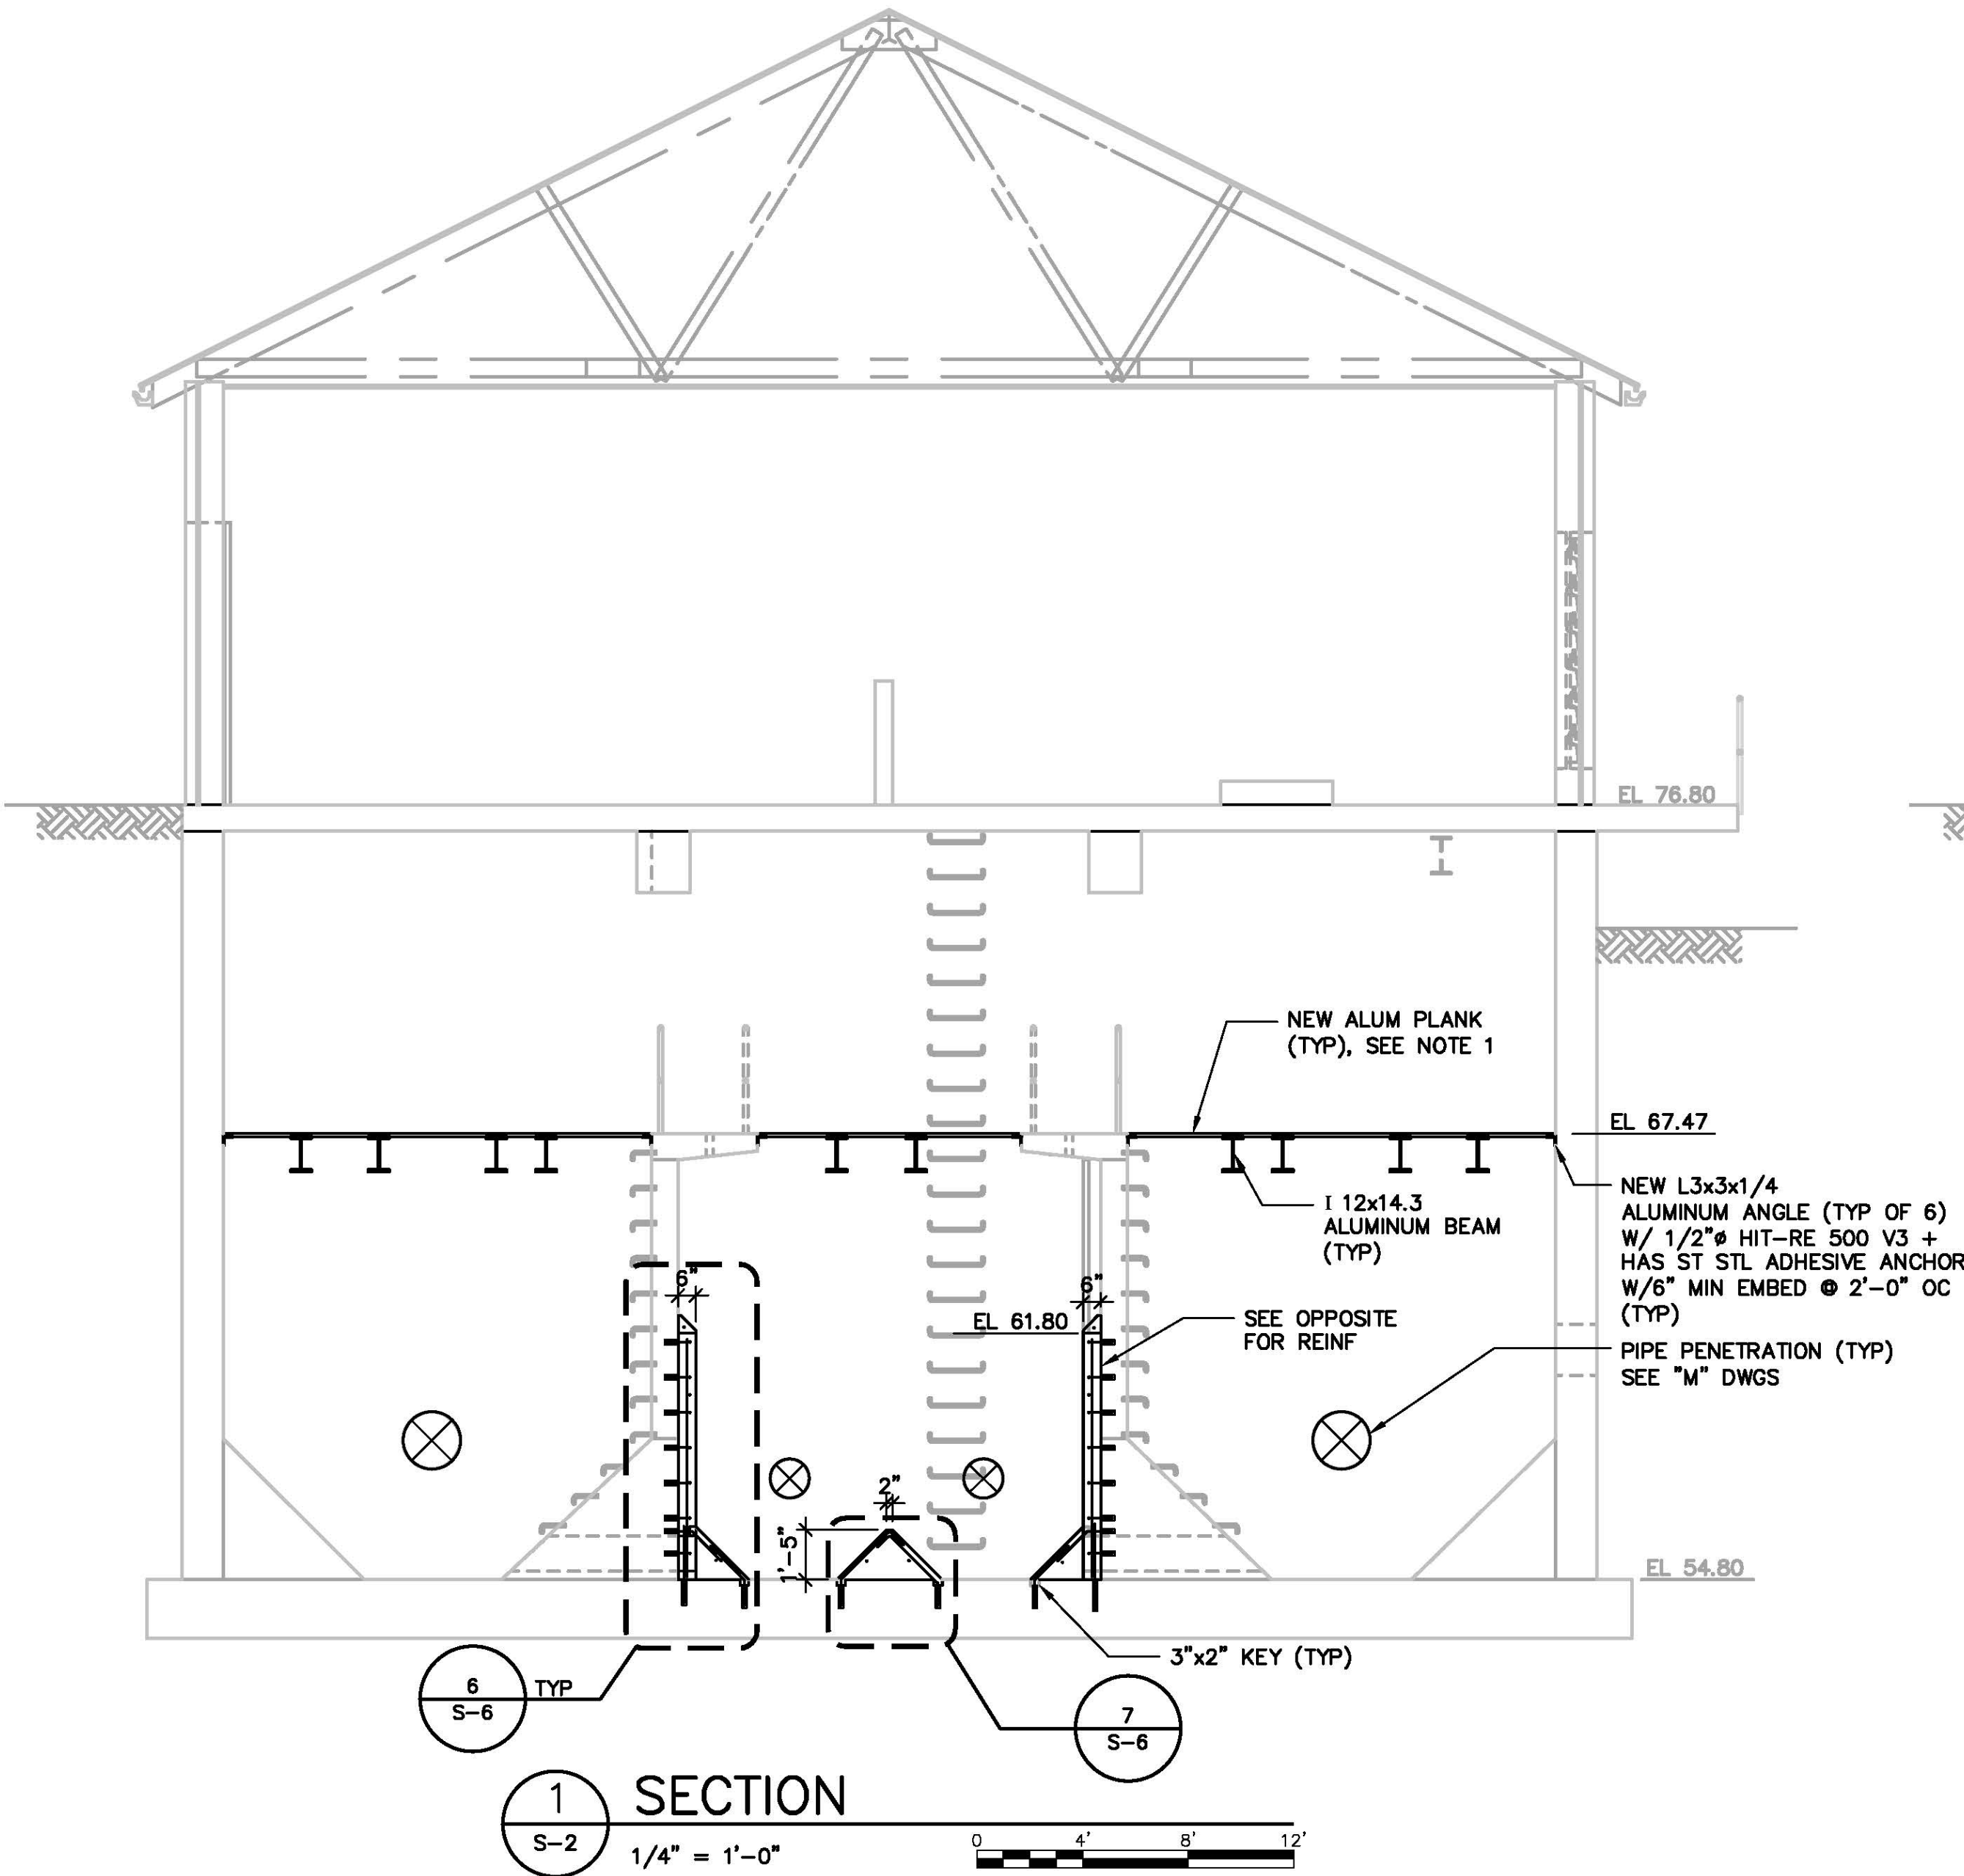 EL 76.80
NEW ALUM PLANK
(TYP), SEE NOTE 1
EL 67.47
NEW L3x3x1/4
ALUMINUM ANGLE (TYP OF 6)
W/ 1/2"ø HIT-RE 500 V3 +
HAS ST STL ADHESIVE ANCHOR
W/6" MIN EMBED @ 2'-0" OC
(TYP)
I 12x14.3
ALUMINUM BEAM
(TYP)
6"
6"
EL 61.80
SEE OPPOSITE
FOR REINF
PIPE PENETRATION (TYP)
SEE "M" DWGS
2"
1'-5"
EL 54.80
3"x2" KEY (TYP)
6
S-6
TYP
7
S-6
1
S-2
SECTION
1/4" = 1'-0"
0 4' 8' 12'